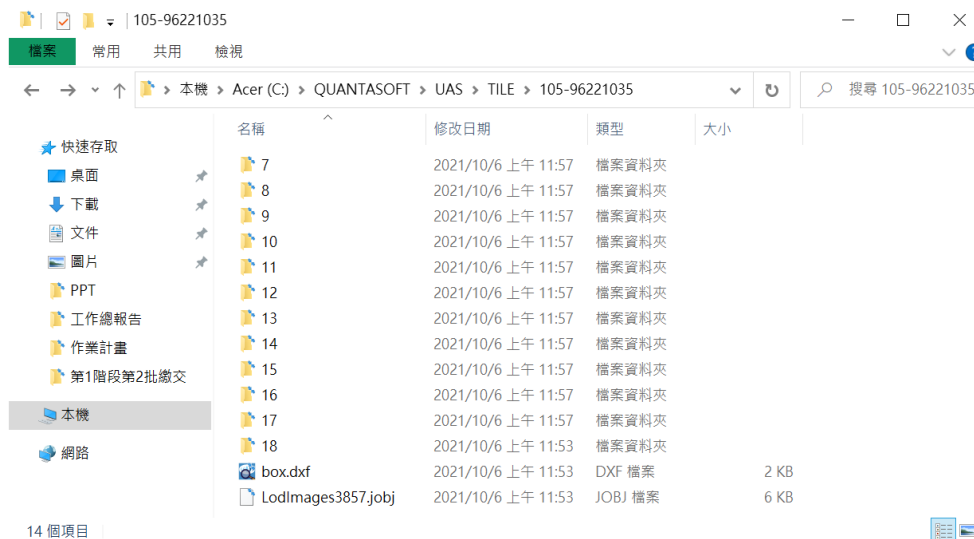 105-96221035
檔案 常用 共用 檢視
本機 Acer (C:) QUANTASOFT UAS TILE 105-96221035 搜尋 105-96221035
名稱 修改日期 類型 大小
快速存取
桌面
下載
文件
圖片
PPT
工作總報告
作業計畫
第1階段第2批繳交
本機
網路
7 2021/10/6 上午 11:57 檔案資料夾
8 2021/10/6 上午 11:57 檔案資料夾
9 2021/10/6 上午 11:57 檔案資料夾
10 2021/10/6 上午 11:57 檔案資料夾
11 2021/10/6 上午 11:57 檔案資料夾
12 2021/10/6 上午 11:57 檔案資料夾
13 2021/10/6 上午 11:57 檔案資料夾
14 2021/10/6 上午 11:57 檔案資料夾
15 2021/10/6 上午 11:57 檔案資料夾
16 2021/10/6 上午 11:57 檔案資料夾
17 2021/10/6 上午 11:57 檔案資料夾
18 2021/10/6 上午 11:53 檔案資料夾
box.dxf 2021/10/6 上午 11:53 DXF 檔案 2 KB
LodImages3857.jobj 2021/10/6 上午 11:53 JOBJ 檔案 6 KB
14 個項目